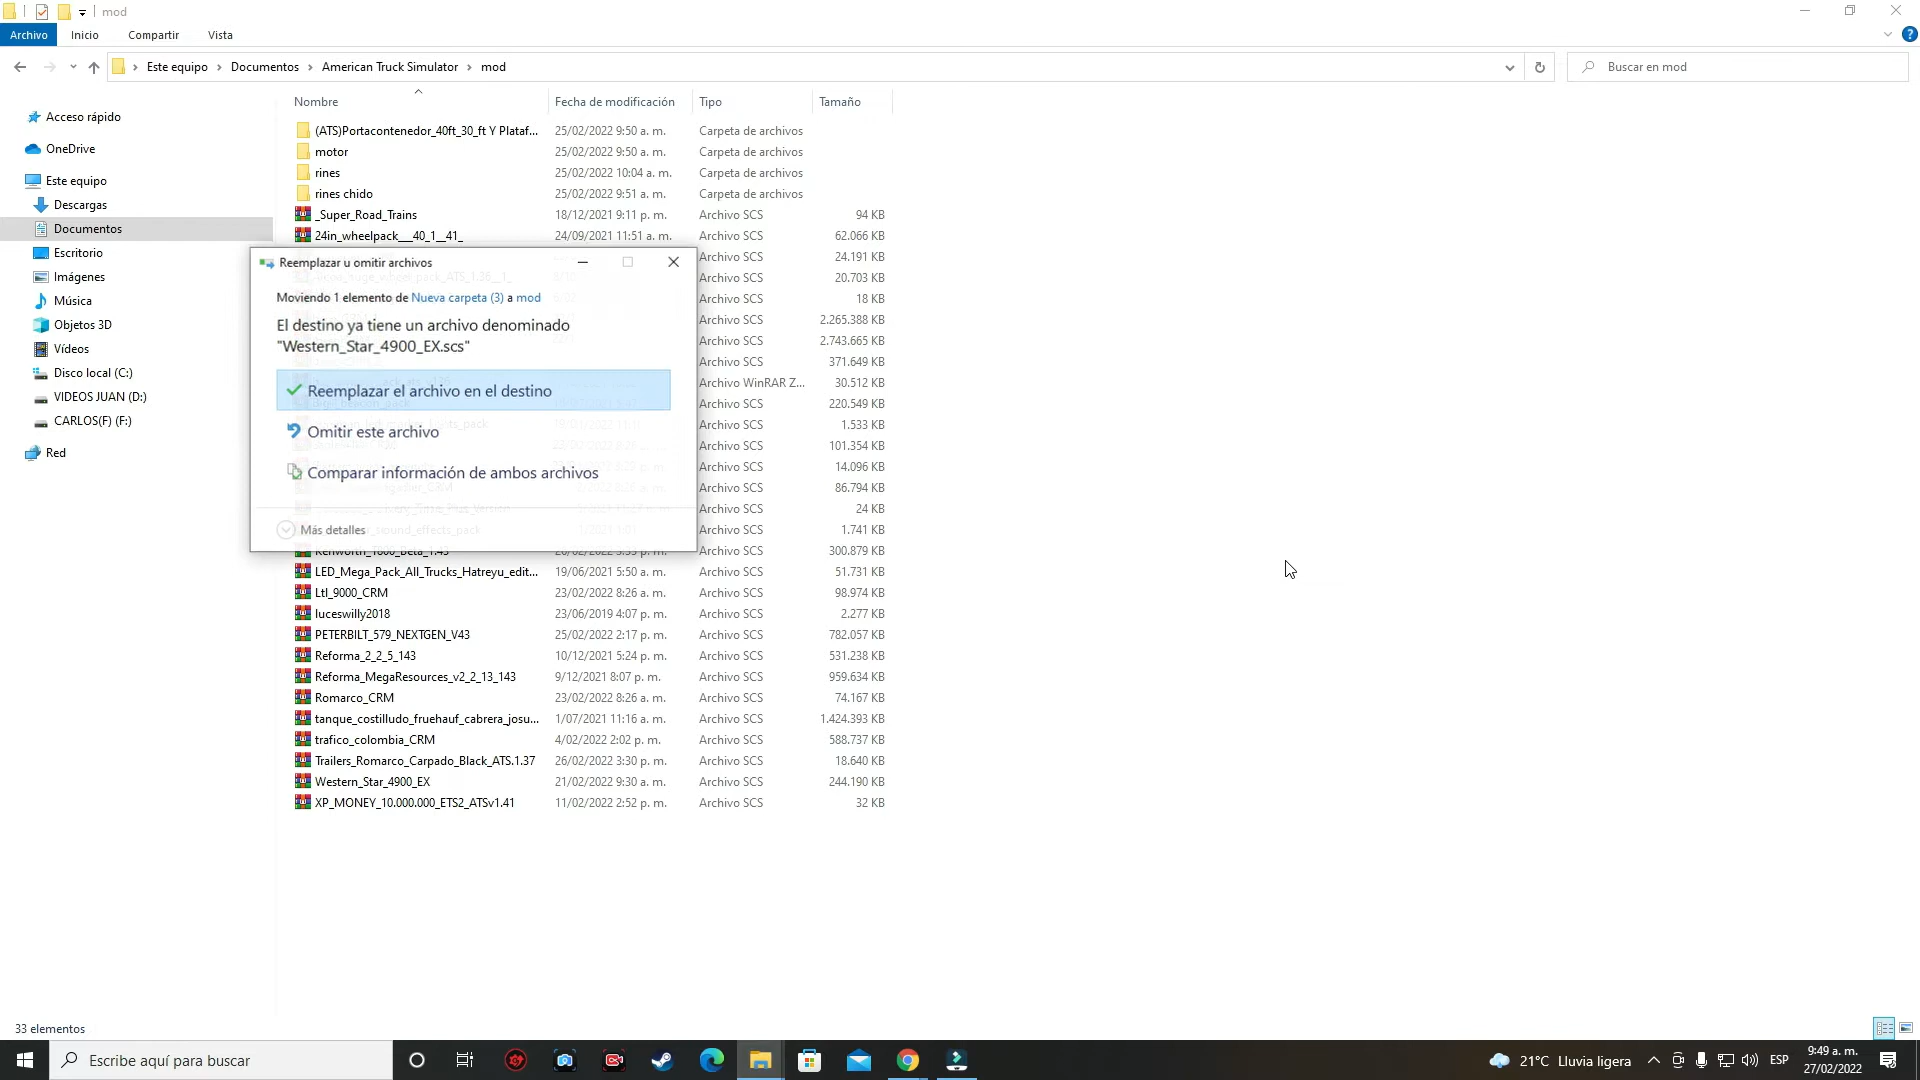 mod
Archivo Inicio Compartir Vista
Este equipo Documentos American Truck Simulator mod
Buscar en mod
Nombre Fecha de modificación Tipo Tamaño
Acceso rápido
OneDrive
Este equipo
Descargas
Documentos
Escritorio
Imágenes
Música
Objetos 3D
Vídeos
Disco local (C:)
VIDEOS JUAN (D:)
CARLOS(F) (F:)
Red
(ATS)Portacontenedor_40ft_30_ft Y Plataf... 25/02/2022 9:50 a. m. Carpeta de archivos
motor 25/02/2022 9:50 a. m. Carpeta de archivos
rines 25/02/2022 10:04 a. m. Carpeta de archivos
rines chido 25/02/2022 9:51 a. m. Carpeta de archivos
_Super_Road_Trains 18/12/2021 9:11 p. m. Archivo SCS 94 KB
24in_wheelpack___40_1__41_ 24/09/2021 11:51 a. m. Archivo SCS 62.066 KB
Archivo SCS 24.191 KB
Archivo SCS 20.703 KB
Archivo SCS 18 KB
Archivo SCS 2.265.388 KB
Archivo SCS 2.743.665 KB
Archivo SCS 371.649 KB
Archivo WinRAR Z... 30.512 KB
Archivo SCS 220.549 KB
Archivo SCS 1.533 KB
Archivo SCS 101.354 KB
Archivo SCS 14.096 KB
Archivo SCS 86.794 KB
Archivo SCS 24 KB
Archivo SCS 1.741 KB
Reemplazar u omitir archivos
Moviendo 1 elemento de Nueva carpeta (3) a mod
El destino ya tiene un archivo denominado
"Western_Star_4900_EX.scs"
Reemplazar el archivo en el destino
Omitir este archivo
Comparar información de ambos archivos
Más detalles
Archivo SCS 300.879 KB
LED_Mega_Pack_All_Trucks_Hatreyu_edit... 19/06/2021 5:50 a. m. Archivo SCS 51.731 KB
Ltl_9000_CRM 23/02/2022 8:26 a. m. Archivo SCS 98.974 KB
luceswilly2018 23/06/2019 4:07 p. m. Archivo SCS 2.277 KB
PETERBILT_579_NEXTGEN_V43 25/02/2022 2:17 p. m. Archivo SCS 782.057 KB
Reforma_2_2_5_143 10/12/2021 5:24 p. m. Archivo SCS 531.238 KB
Reforma_MegaResources_v2_2_13_143 9/12/2021 8:07 p. m. Archivo SCS 959.634 KB
Romarco_CRM 23/02/2022 8:26 a. m. Archivo SCS 74.167 KB
tanque_costilludo_fruehauf_cabrera_josu... 1/07/2021 11:16 a. m. Archivo SCS 1.424.393 KB
trafico_colombia_CRM 4/02/2022 2:02 p. m. Archivo SCS 588.737 KB
Trailers_Romarco_Carpado_Black_ATS.1.37 26/02/2022 3:30 p. m. Archivo SCS 18.640 KB
Western_Star_4900_EX 21/02/2022 9:30 a. m. Archivo SCS 244.190 KB
XP_MONEY_10.000.000_ETS2_ATSv1.41 11/02/2022 2:52 p. m. Archivo SCS 32 KB
33 elementos
Escribe aquí para buscar
21°C Lluvia ligera
ESP
9:49 a. m.
27/02/2022